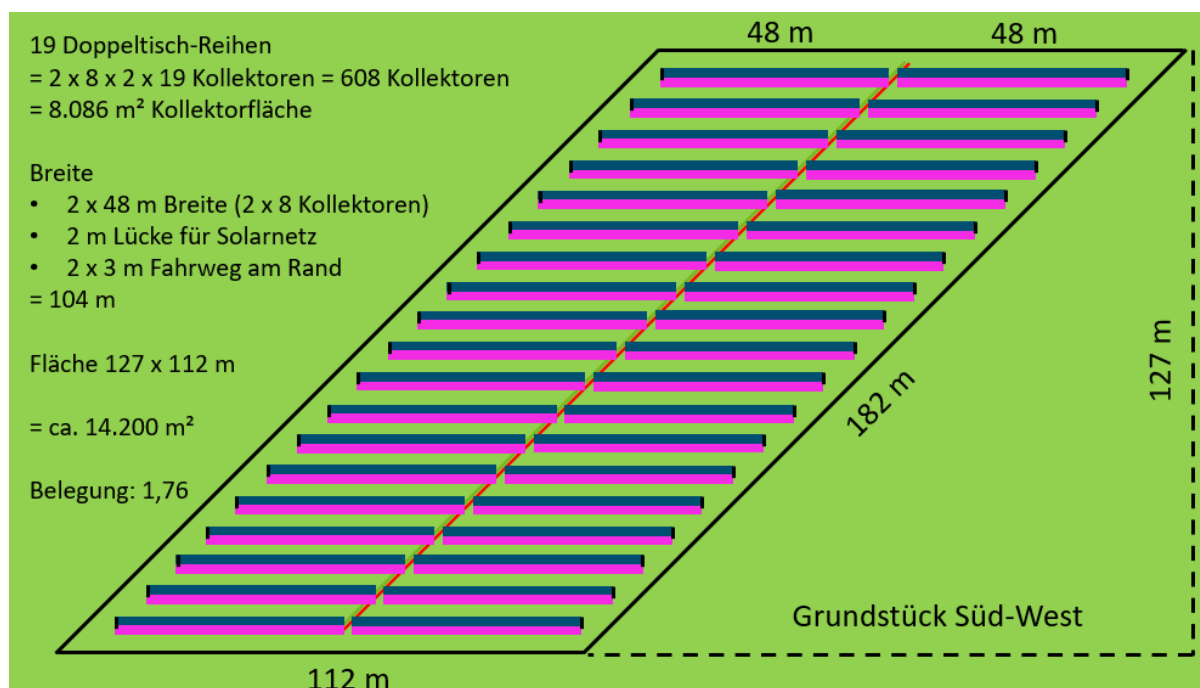 19 Doppeltisch-Reihen
= 2 x 8 x 2 x 19 Kollektoren = 608 Kollektoren
= 8.086 m² Kollektorfläche
Breite
• 2 x 48 m Breite (2 x 8 Kollektoren)
• 2 m Lücke für Solarnetz
• 2 x 3 m Fahrweg am Rand
= 104 m
Fläche 127 x 112 m
= ca. 14.200 m²
Belegung: 1,76
48 m
48 m
182 m
127 m
Grundstück Süd-West
112 m